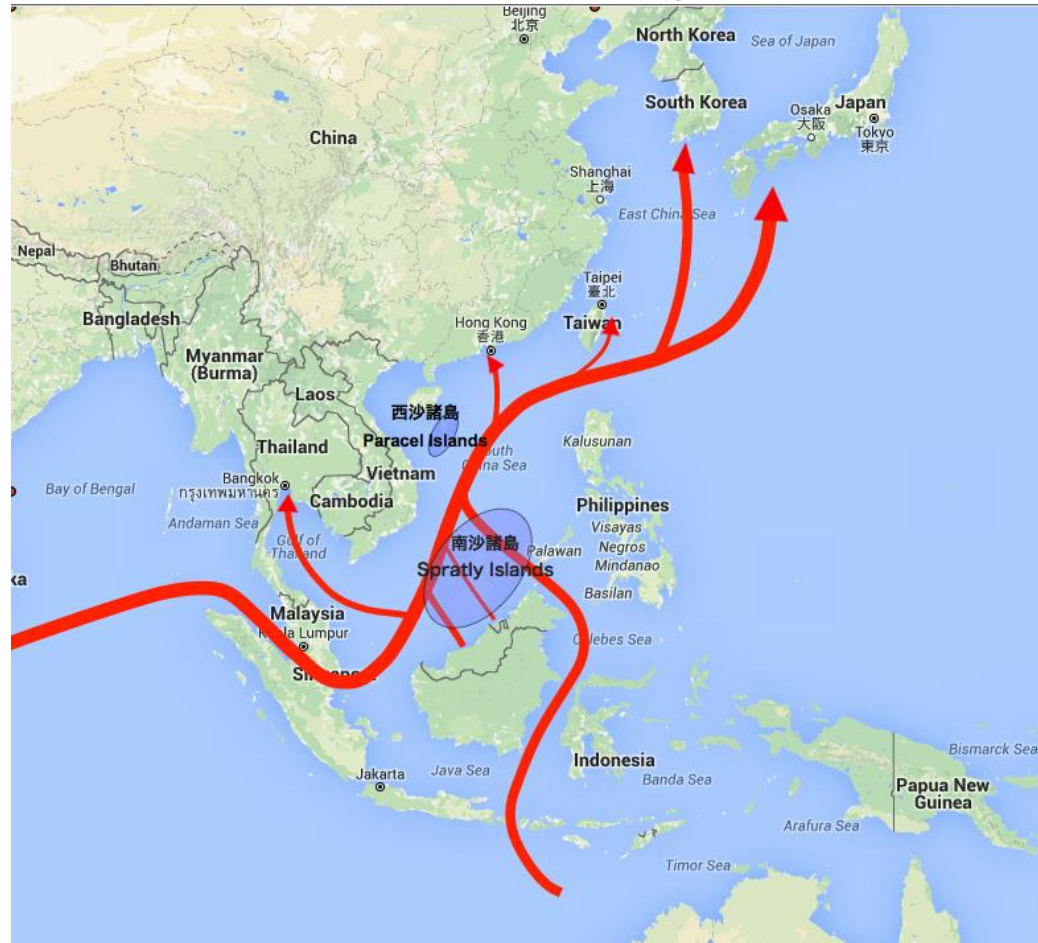 Beijing
北京
North Korea
Sea of Japan
South Korea
Osaka
大阪
Japan
Tokyo
東京
China
Shanghai
上海
East China Sea
Nepal
Bhutan
Taipei
臺北
Bangladesh
Hong Kong
香港
Taiwan
Myanmar
(Burma)
Laos
西沙諸島
Paracel Islands
Kalusunan
Thailand
South
China Sea
Vietnam
Bangkok
กรุงเทพมหานคร
Bay of Bengal
Cambodia
Philippines
Andaman Sea
Visayas
Gulf of
Thailand
南沙諸島
Palawan
Negros
Mindanao
Spratly Islands
ka
Basilan
Malaysia
Kuala Lumpur
Celebes Sea
Singapore
Indonesia
Bismarck Sea
Jakarta
Java Sea
Banda Sea
Papua New
Guinea
Arafura Sea
Timor Sea